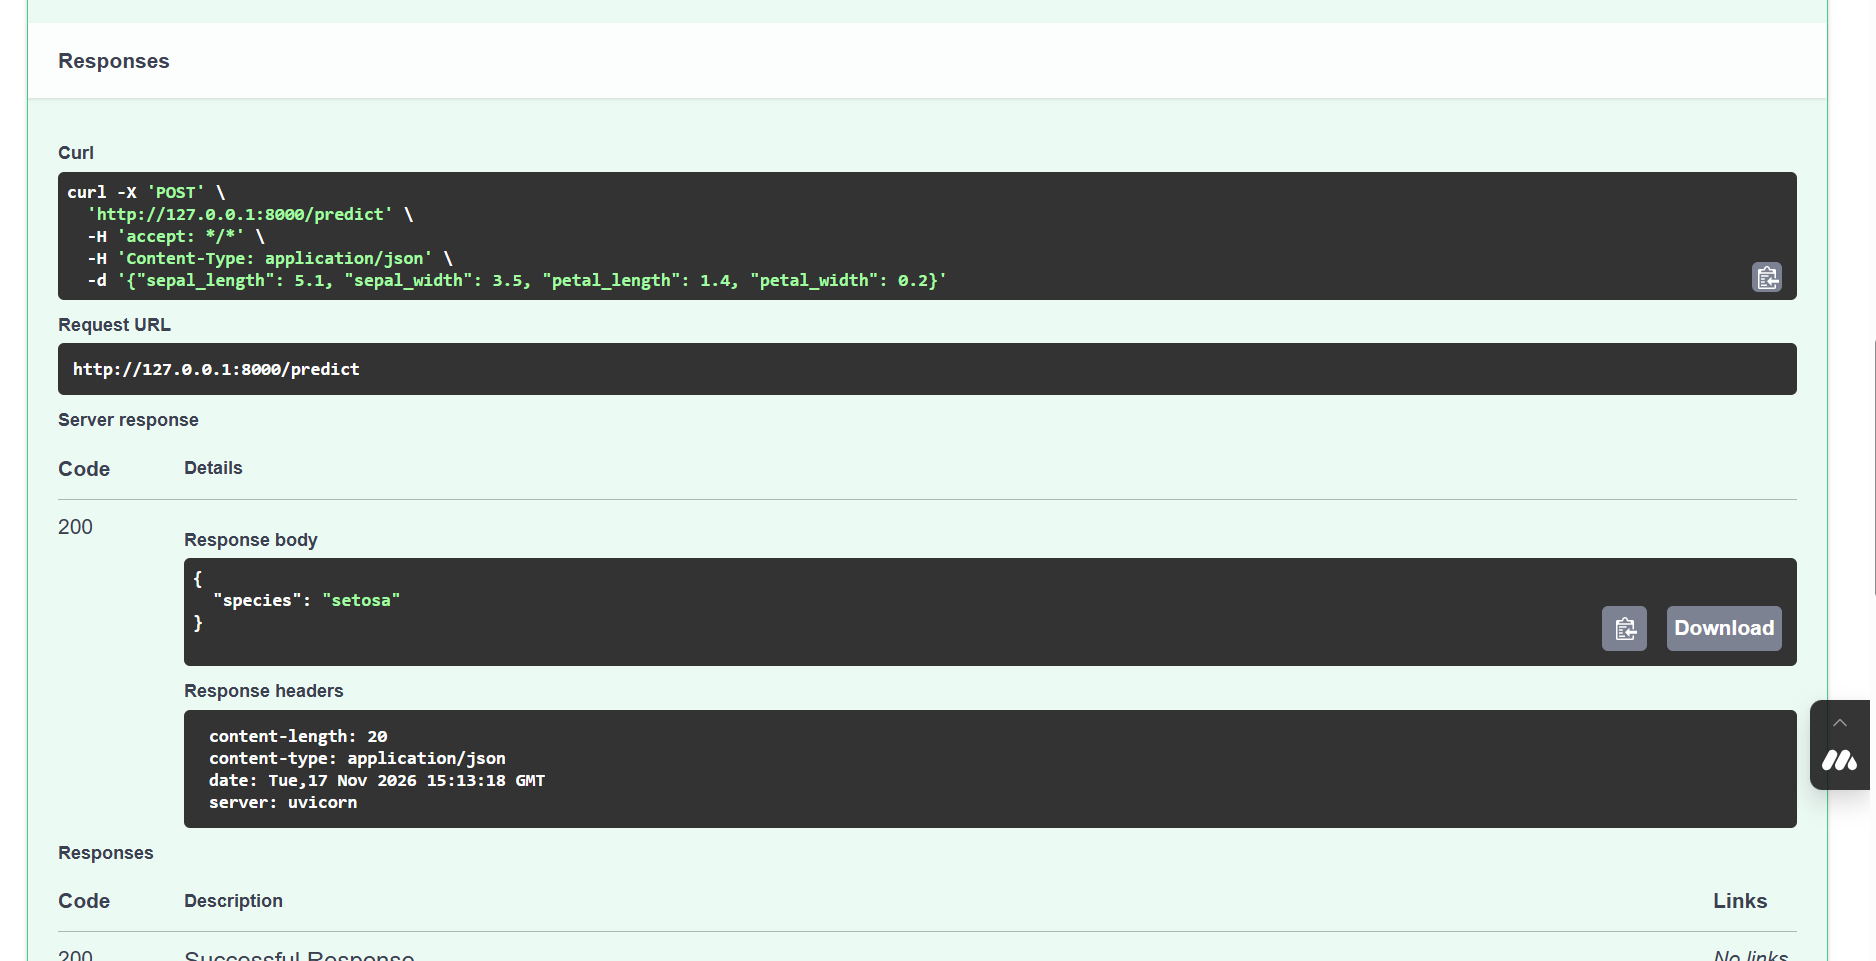 Responses
Curl
curl -X 'POST' \
  'http://127.0.0.1:8000/predict' \
  -H 'accept: */*' \
  -H 'Content-Type: application/json' \
  -d '{"sepal_length": 5.1, "sepal_width": 3.5, "petal_length": 1.4, "petal_width": 0.2}'
Request URL
http://127.0.0.1:8000/predict
Server response
Code Details
200
Response body
{
  "species": "setosa"
}
Download
Response headers
content-length: 20
content-type: application/json
date: Tue,17 Nov 2026 15:13:18 GMT
server: uvicorn
Responses
Code Description Links
200 Successful Response No links